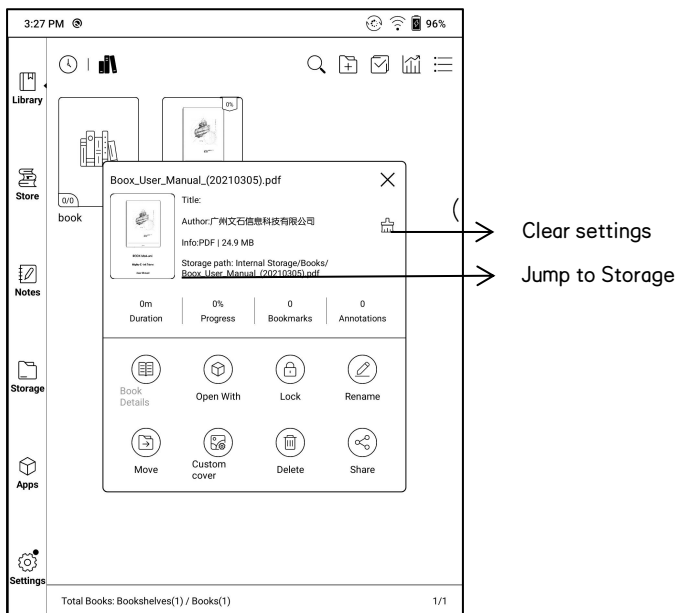 3:27 PM
96%
Library
Store
Notes
Storage
Apps
Settings
0%
0/0
book
Boox_User_Manual_(20210305).pdf
Title:
Author:广州文石信息科技有限公司
Info:PDF | 24.9 MB
Storage path: Internal Storage/Books/
Boox_User_Manual_(20210305).pdf
0m
Duration
0%
Progress
0
Bookmarks
0
Annotations
Book
Details
Open With
Lock
Rename
Move
Custom
cover
Delete
Share
Clear settings
Jump to Storage
Total Books: Bookshelves(1) / Books(1)
1/1